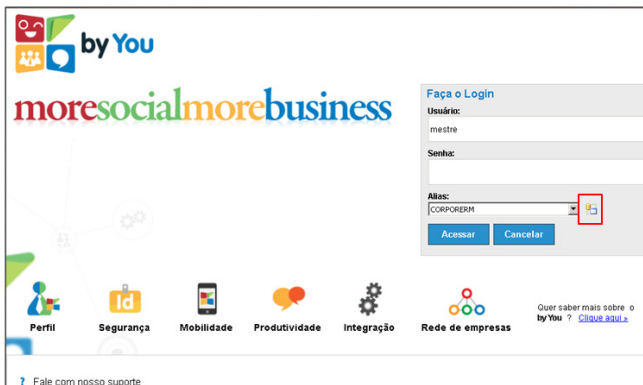 by You
moresocialmorebusiness
Faça o Login
Usuário:
mestre
Senha:
Alias:
CORPORERM
Acessar Cancelar
Id
Perfil Segurança Mobilidade Produtividade Integração Rede de empresas
Quer saber mais sobre o
by You ? Clique aqui »
? Fale com nosso suporte